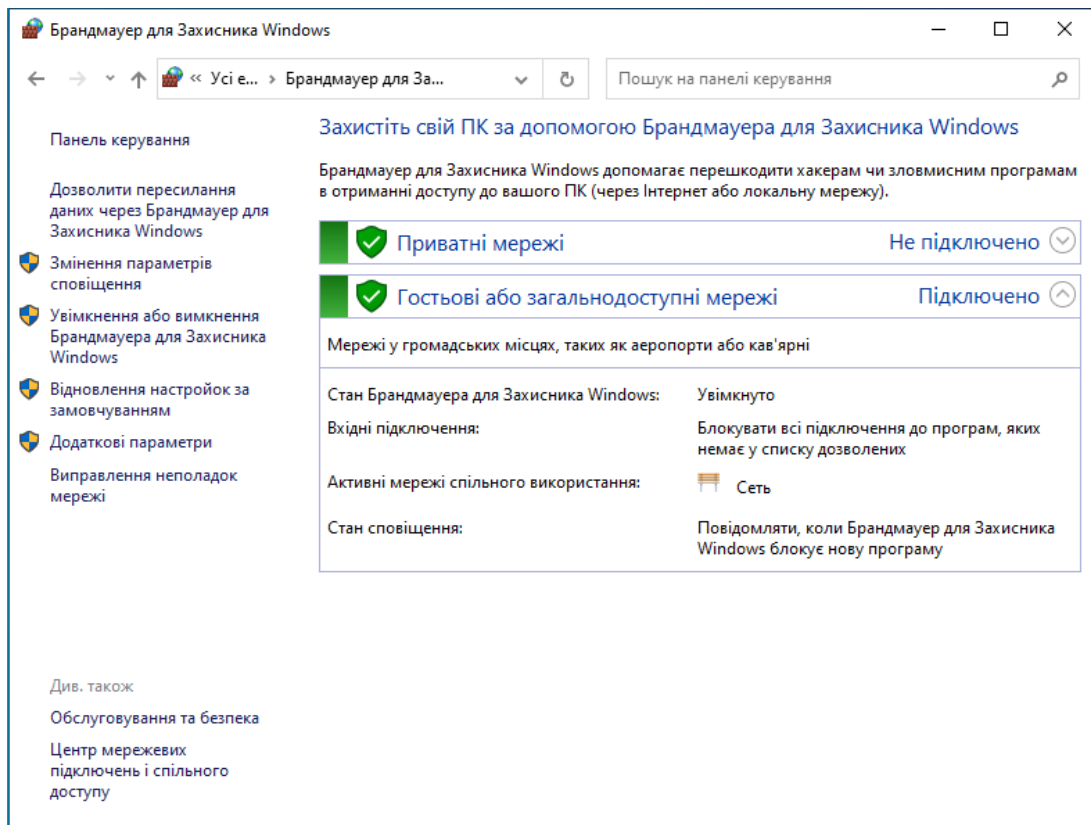 Брандмауер для Захисника Windows
« Усі е... › Брандмауер для За...
Пошук на панелі керування
Панель керування
Дозволити пересилання
даних через Брандмауер для
Захисника Windows
Змінення параметрів
сповіщення
Увімкнення або вимкнення
Брандмауера для Захисника
Windows
Відновлення настройок за
замовчуванням
Додаткові параметри
Виправлення неполадок
мережі
Захистіть свій ПК за допомогою Брандмауера для Захисника Windows
Брандмауер для Захисника Windows допомагає перешкодити хакерам чи зловмисним програмам
в отриманні доступу до вашого ПК (через Інтернет або локальну мережу).
Приватні мережі Не підключено
Гостьові або загальнодоступні мережі Підключено
Мережі у громадських місцях, таких як аеропорти або кав'ярні
Стан Брандмауера для Захисника Windows: Увімкнуто
Вхідні підключення: Блокувати всі підключення до програм, яких
немає у списку дозволених
Активні мережі спільного використання: Сеть
Стан сповіщення: Повідомляти, коли Брандмауер для Захисника
Windows блокує нову програму
Див. також
Обслуговування та безпека
Центр мережевих
підключень і спільного
доступу